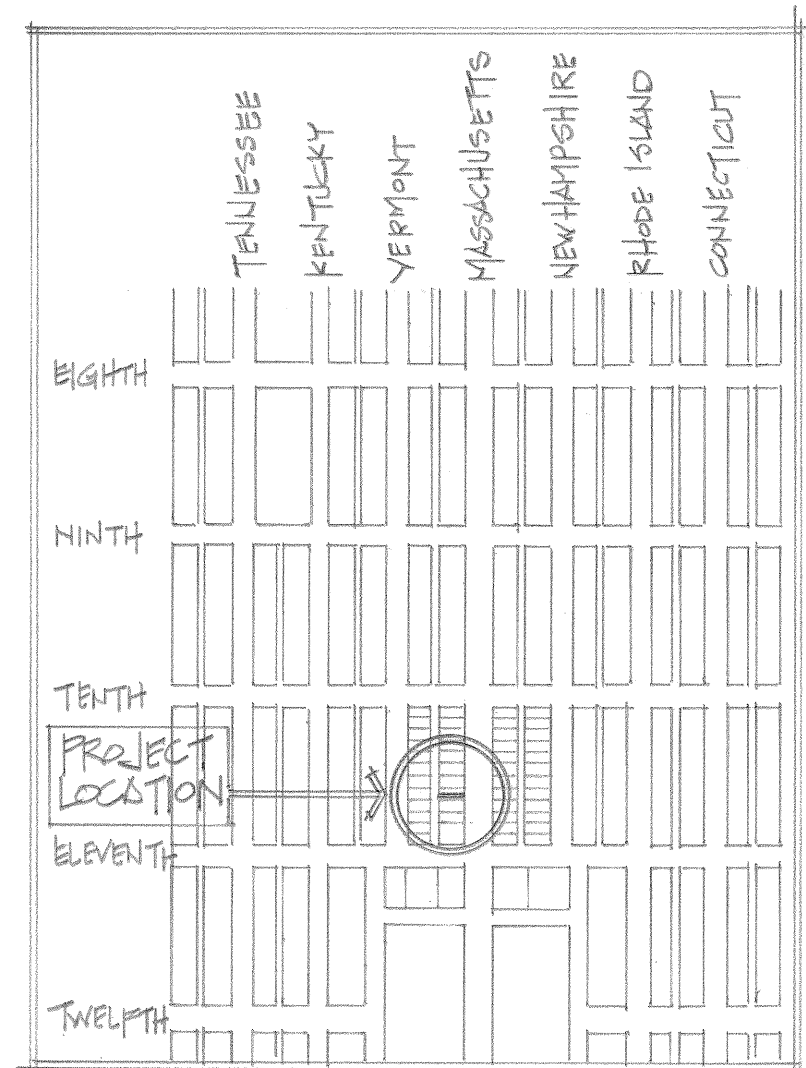 TENNESSEE
KENTUCKY
VERMONT
MASSACHUSETTS
NEW HAMPSHIRE
RHODE ISLAND
CONNECTICUT
EIGHTH
NINTH
TENTH
PROJECT
LOCATION
ELEVENTH
TWELFTH